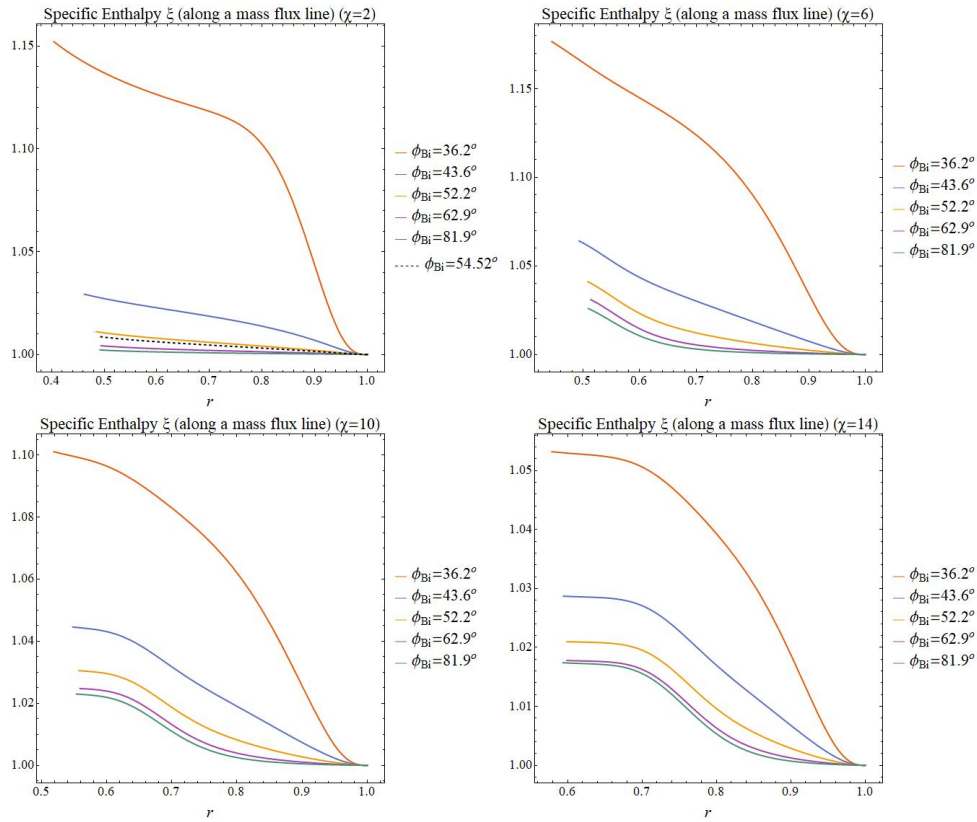 Specific Enthalpy ξ (along a mass flux line) (χ=2)
1.15
1.10
1.05
1.00
0.4 0.5 0.6 0.7 0.8 0.9 1.0
r
ϕBi=36.2°
ϕBi=43.6°
ϕBi=52.2°
ϕBi=62.9°
ϕBi=81.9°
ϕBi=54.52°
Specific Enthalpy ξ (along a mass flux line) (χ=6)
1.15
1.10
1.05
1.00
0.5 0.6 0.7 0.8 0.9 1.0
r
ϕBi=36.2°
ϕBi=43.6°
ϕBi=52.2°
ϕBi=62.9°
ϕBi=81.9°
Specific Enthalpy ξ (along a mass flux line) (χ=10)
1.10
1.08
1.06
1.04
1.02
1.00
0.5 0.6 0.7 0.8 0.9 1.0
r
ϕBi=36.2°
ϕBi=43.6°
ϕBi=52.2°
ϕBi=62.9°
ϕBi=81.9°
Specific Enthalpy ξ (along a mass flux line) (χ=14)
1.05
1.04
1.03
1.02
1.01
1.00
0.6 0.7 0.8 0.9 1.0
r
ϕBi=36.2°
ϕBi=43.6°
ϕBi=52.2°
ϕBi=62.9°
ϕBi=81.9°